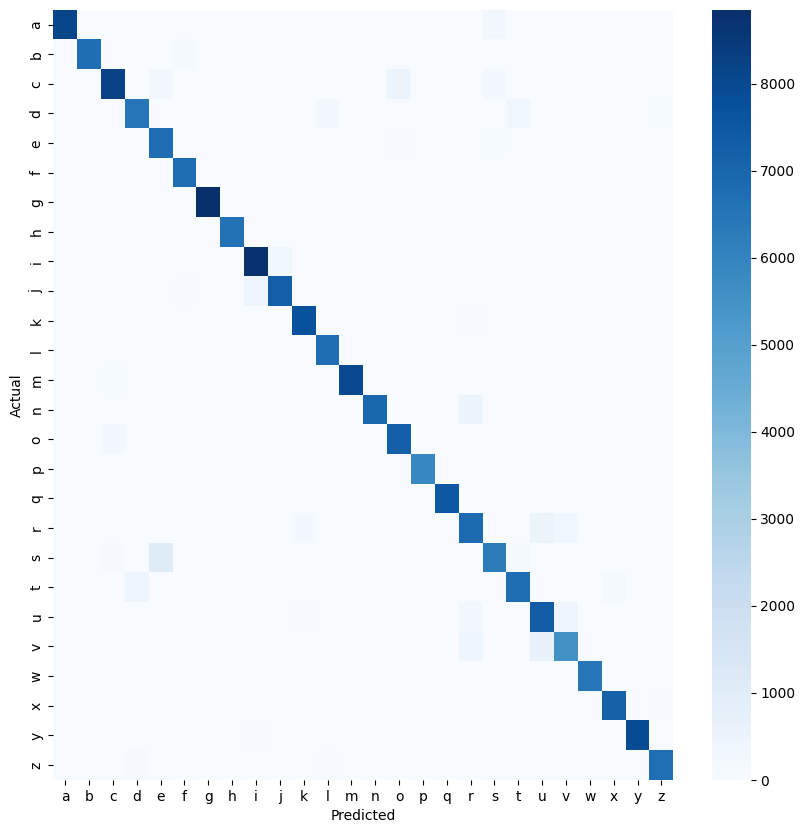 Actual
a
b
c
d
e
f
g
h
i
j
k
l
m
n
o
p
q
r
s
t
u
v
w
x
y
z
a b c d e f g h i j k l m n o p q r s t u v w x y z
Predicted
8000
7000
6000
5000
4000
3000
2000
1000
0